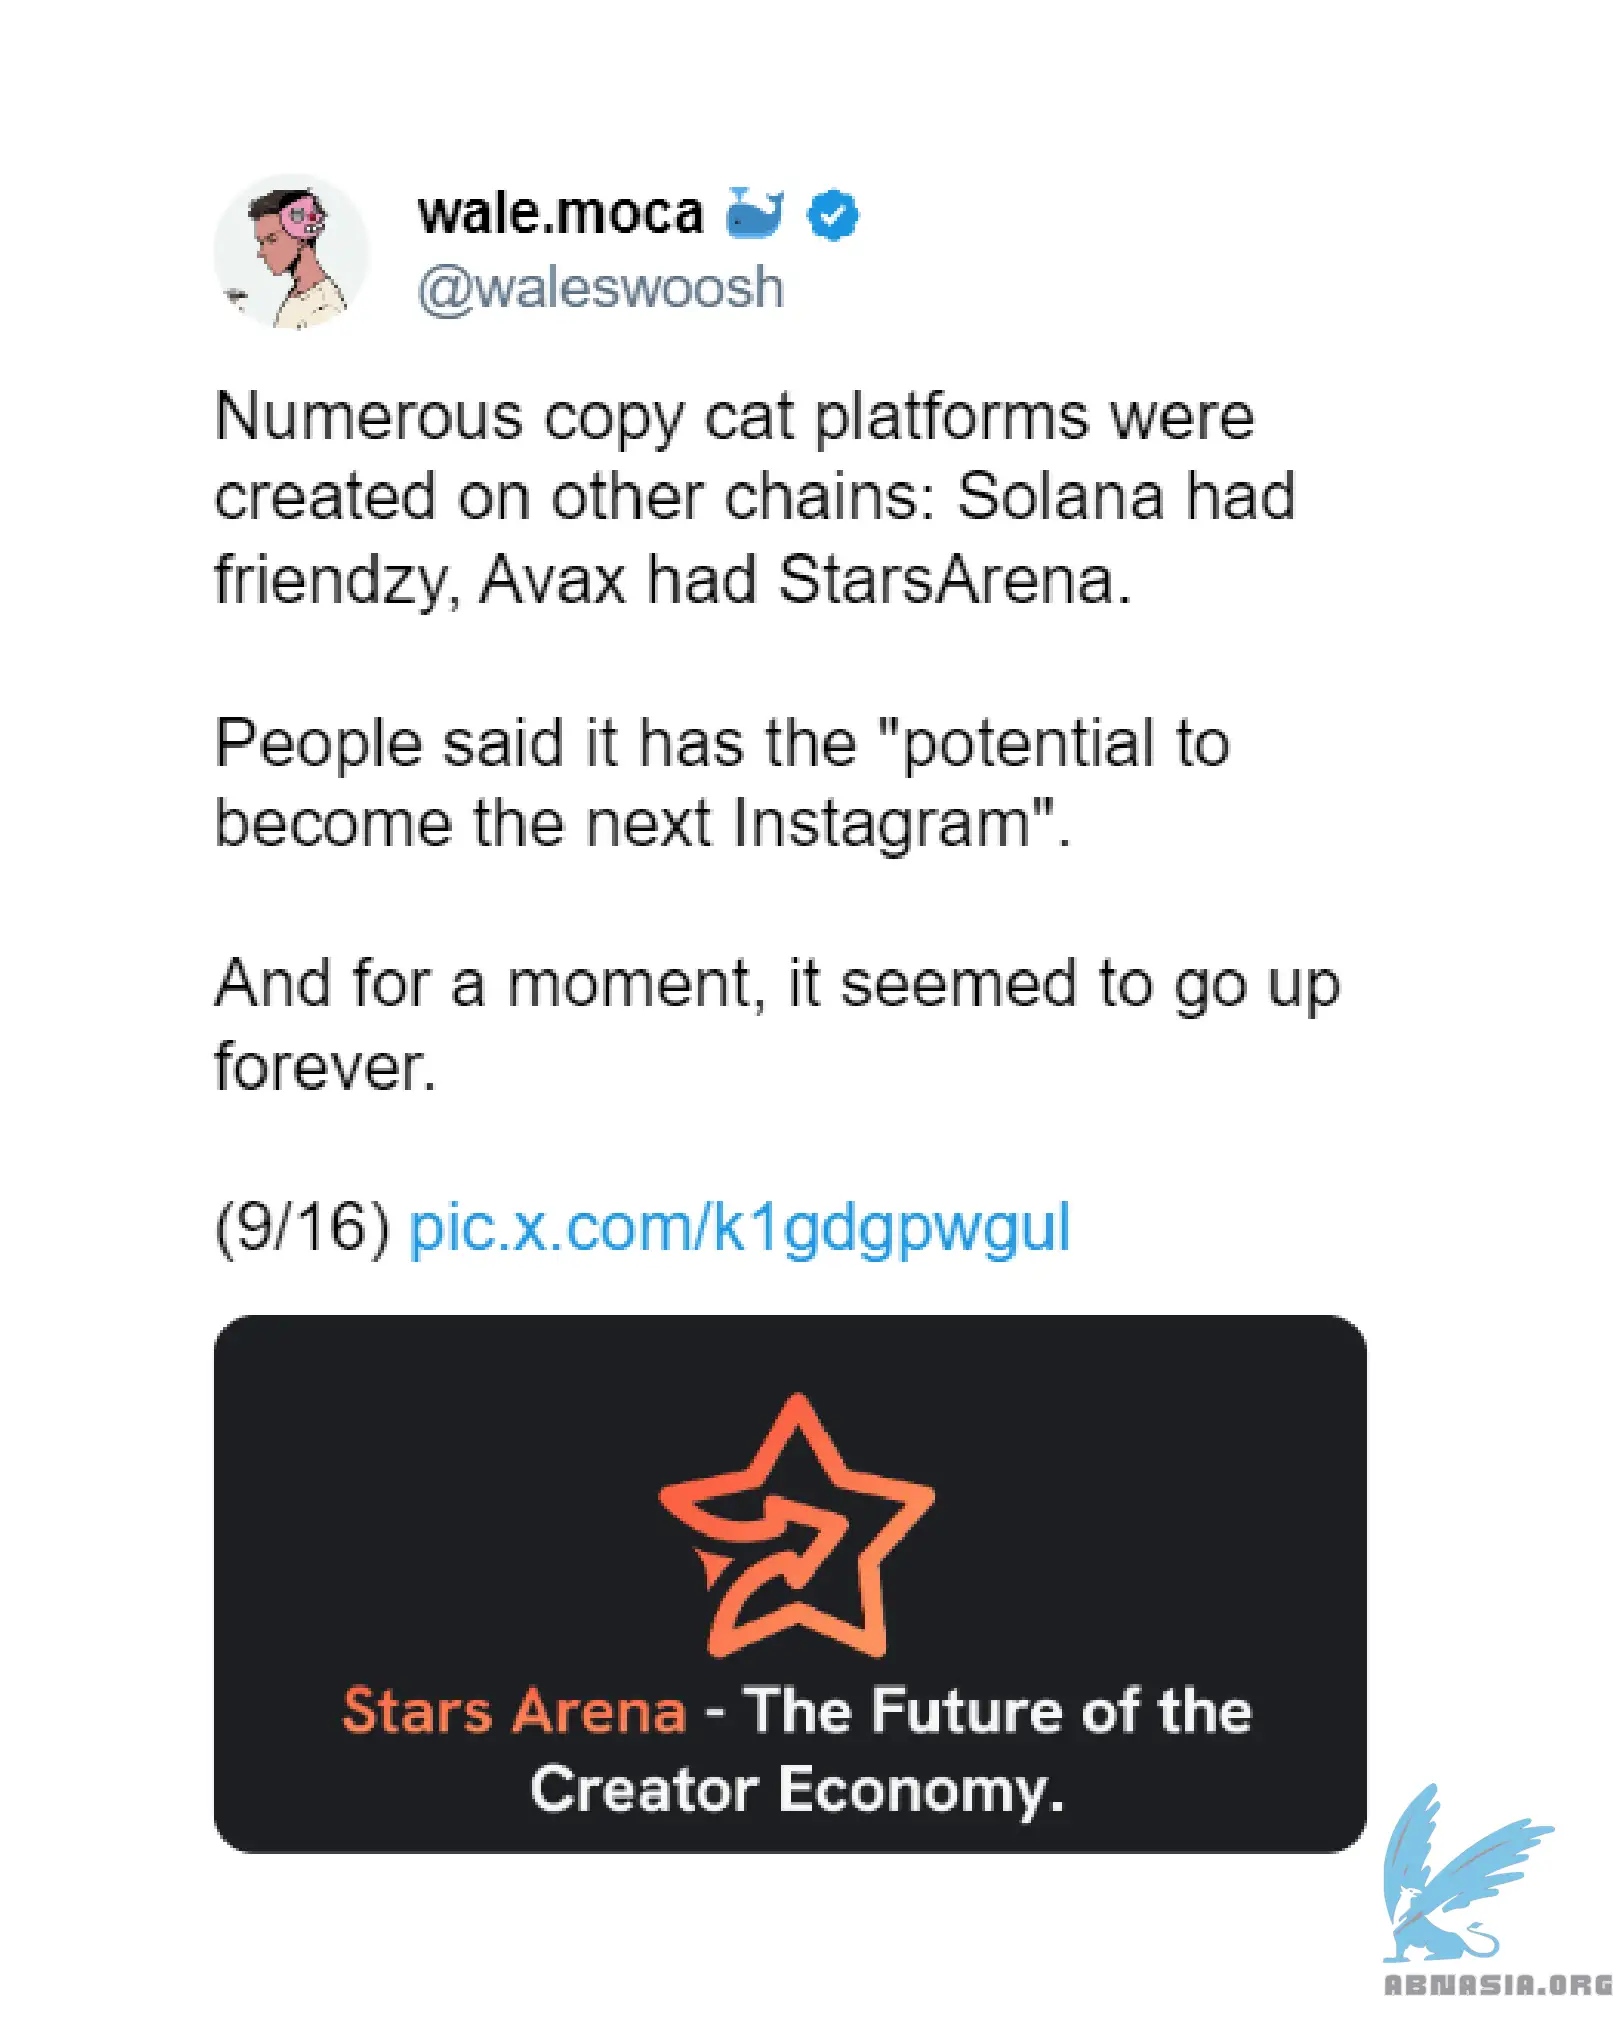 wale.moca 🐳
@waleswoosh
Numerous copy cat platforms were
created on other chains: Solana had
friendzy, Avax had StarsArena.
People said it has the "potential to
become the next Instagram".
And for a moment, it seemed to go up
forever.
(9/16) pic.x.com/k1gdgpwgul
Stars Arena - The Future of the
Creator Economy.
ABNASIA.ORG